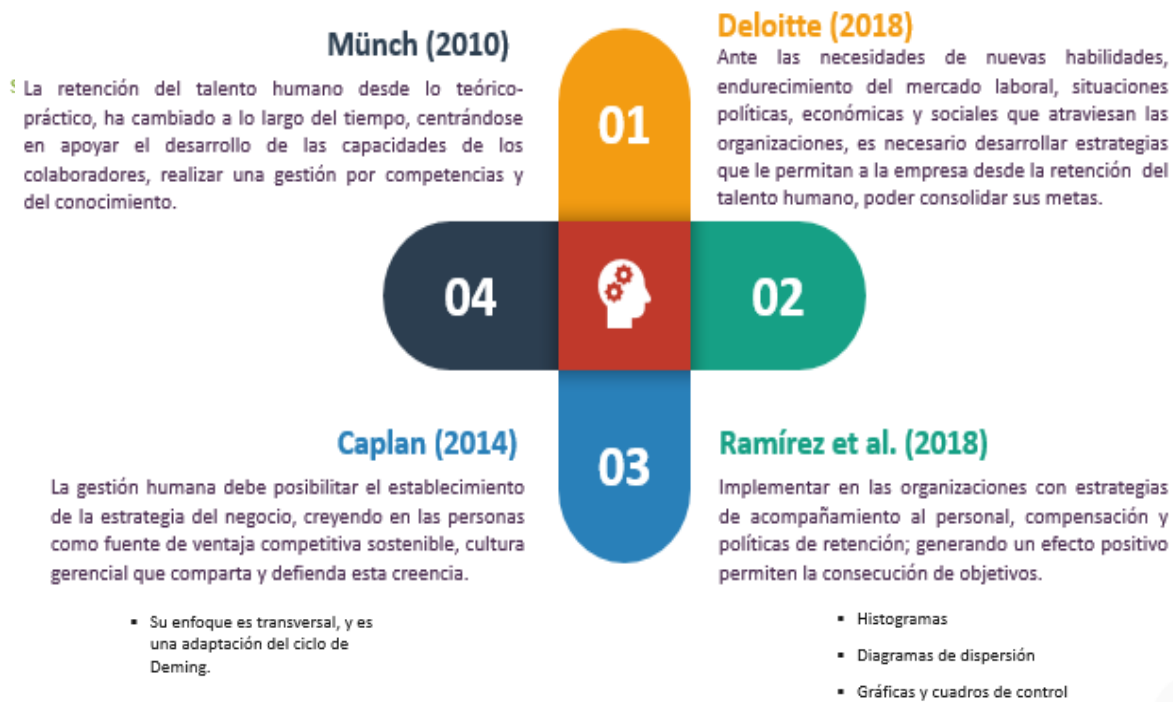 Münch (2010)
La retención del talento humano desde lo teórico-
práctico, ha cambiado a lo largo del tiempo, centrándose
en apoyar el desarrollo de las capacidades de los
colaboradores, realizar una gestión por competencias y
del conocimiento.
Deloitte (2018)
Ante las necesidades de nuevas habilidades,
endurecimiento del mercado laboral, situaciones
políticas, económicas y sociales que atraviesan las
organizaciones, es necesario desarrollar estrategias
que le permitan a la empresa desde la retención del
talento humano, poder consolidar sus metas.
01
04
02
03
Caplan (2014)
La gestión humana debe posibilitar el establecimiento
de la estrategia del negocio, creyendo en las personas
como fuente de ventaja competitiva sostenible, cultura
gerencial que comparta y defienda esta creencia.
▪ Su enfoque es transversal, y es
una adaptación del ciclo de
Deming.
Ramírez et al. (2018)
Implementar en las organizaciones con estrategias
de acompañamiento al personal, compensación y
políticas de retención; generando un efecto positivo
permiten la consecución de objetivos.
▪ Histogramas
▪ Diagramas de dispersión
▪ Gráficas y cuadros de control